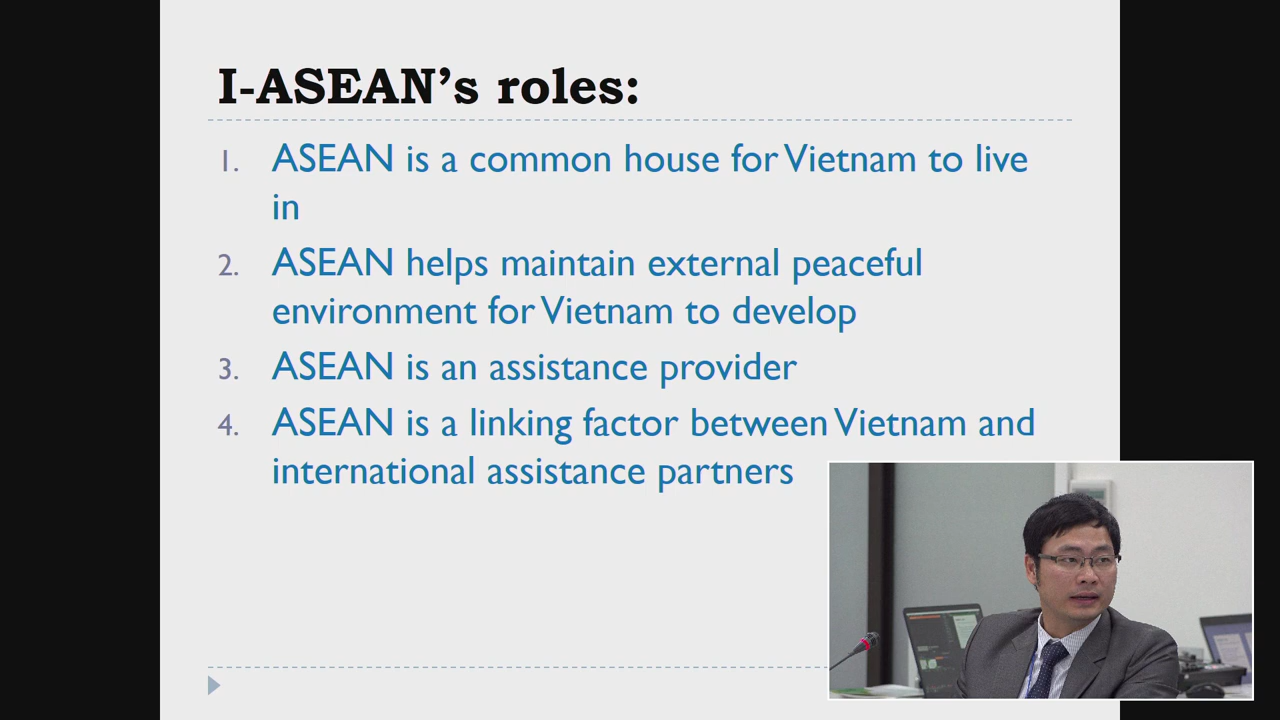 I-ASEAN’s roles:
1. ASEAN is a common house for Vietnam to live
in
2. ASEAN helps maintain external peaceful
environment for Vietnam to develop
3. ASEAN is an assistance provider
4. ASEAN is a linking factor between Vietnam and
international assistance partners